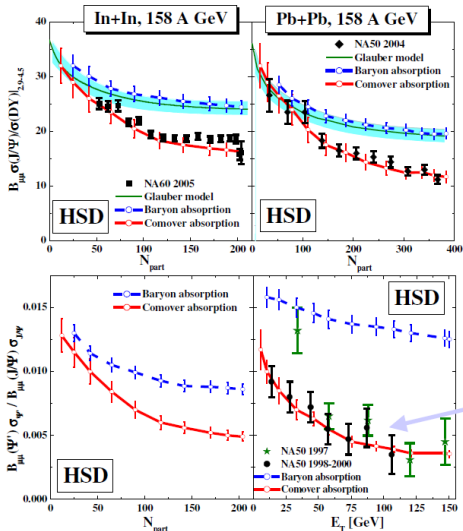 In+In, 158 A GeV
Pb+Pb, 158 A GeV
B_μμ σ(J/Ψ)/σ(DY)|_2.9-4.5
40
30
20
10
0
NA60 2005
Glauber model
Baryon absorption
Comover absorption
HSD
NA50 2004
Glauber model
Baryon absorption
Comover absorption
HSD
0 50 100 150 200
N_part
0 100 200 300 400
N_part
0.015
0.010
0.005
0.000
Baryon absorption
Comover absorption
HSD
HSD
NA50 1997
NA50 1998-2000
Baryon absorption
Comover absorption
0 50 100 150 200
N_part
0 25 50 75 100 125 150
E_T [GeV]